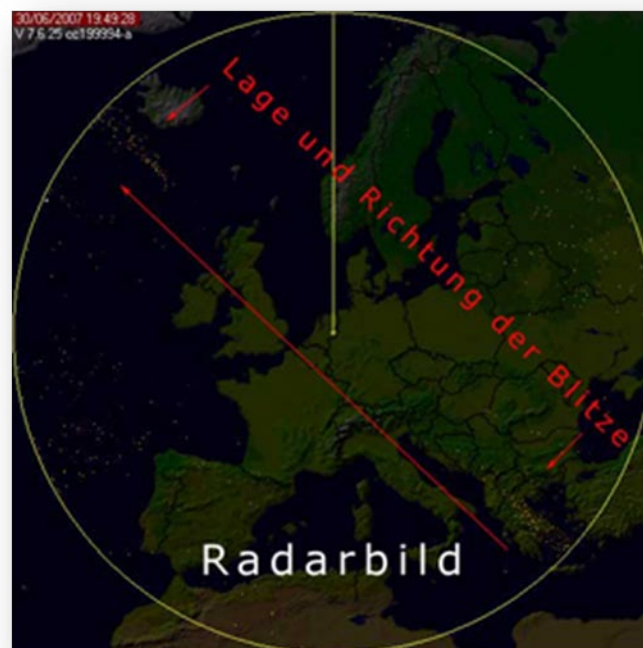 30/06/2007 19:49:28
V 7.6.25 cc199994-a
Lage und Richtung der Blitze
Radarbild